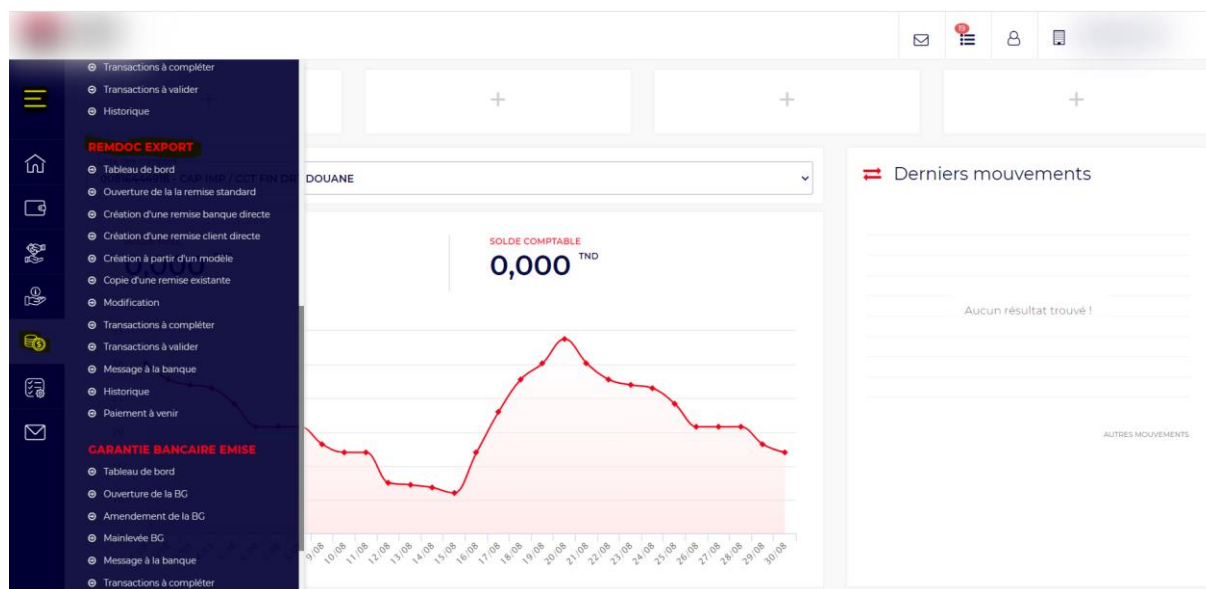 19
Transactions à compléter
Transactions à valider
Historique
REMDOC EXPORT
Tableau de bord
Ouverture de la la remise standard
Création d'une remise banque directe
Création d'une remise client directe
Création à partir d'un modèle
Copie d'une remise existante
Modification
Transactions à compléter
Transactions à valider
Message à la banque
Historique
Paiement à venir
GARANTIE BANCAIRE EMISE
Tableau de bord
Ouverture de la BG
Amendement de la BG
Mainlevée BG
Message à la banque
Transactions à compléter
DOUANE
0,000
SOLDE COMPTABLE
0,000 TND
9/08 10/08 11/08 12/08 13/08 14/08 15/08 16/08 17/08 18/08 19/08 20/08 21/08 22/08 23/08 24/08 25/08 26/08 27/08 28/08 29/08 30/08
Derniers mouvements
Aucun résultat trouvé !
AUTRES MOUVEMENTS